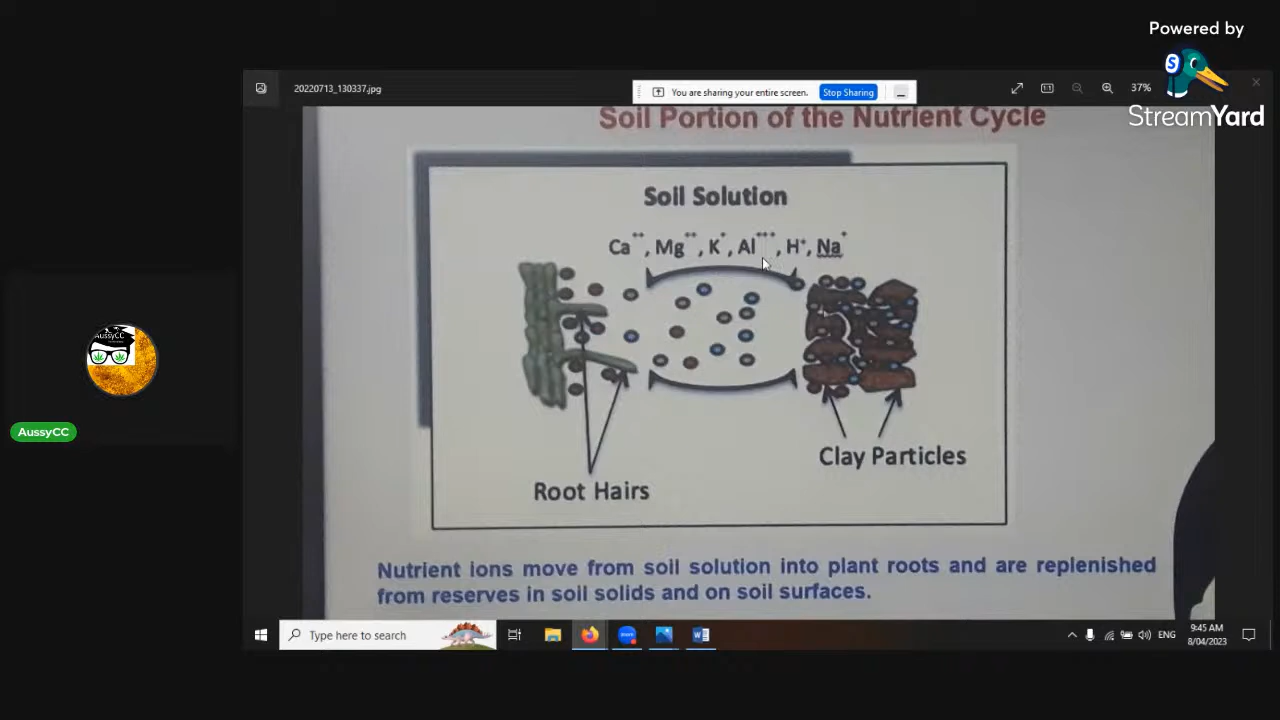 Powered by
StreamYard
20220713_130337.jpg
You are sharing your entire screen.
Stop Sharing
37%
Soil Portion of the Nutrient Cycle
Soil Solution
Ca⁺⁺, Mg⁺⁺, K⁺, Al⁺⁺⁺, H⁺, Na⁺
Clay Particles
Root Hairs
Nutrient ions move from soil solution into plant roots and are replenished
from reserves in soil solids and on soil surfaces.
AussyCC
Type here to search
ENG
9:45 AM
8/04/2023